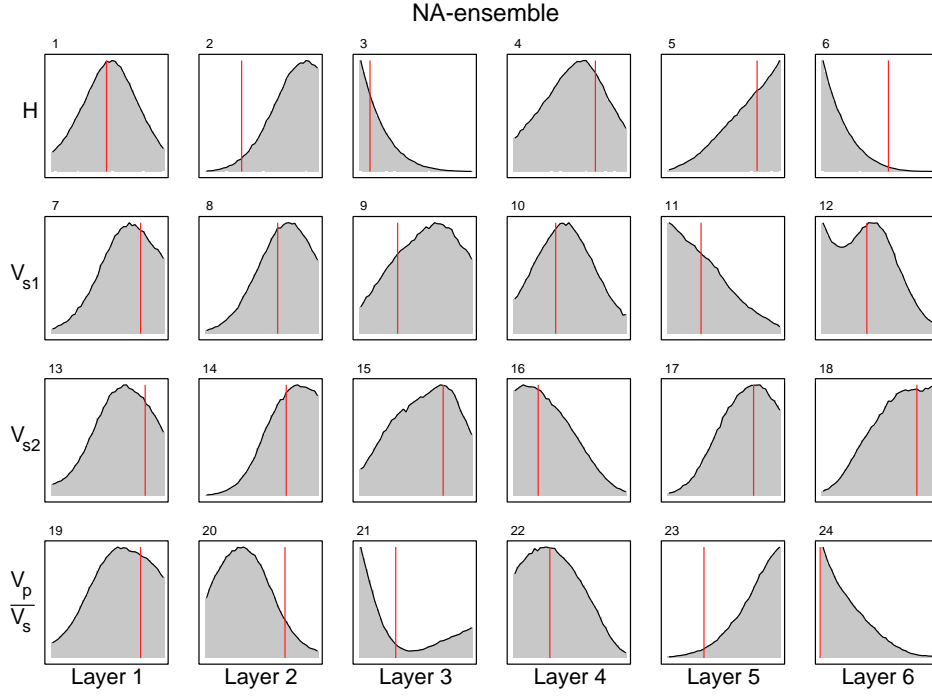 NA-ensemble
1 2 3 4 5 6
H
7 8 9 10 11 12
Vs1
13 14 15 16 17 18
Vs2
19 20 21 22 23 24
Vp
Vs
Layer 1 Layer 2 Layer 3 Layer 4 Layer 5 Layer 6